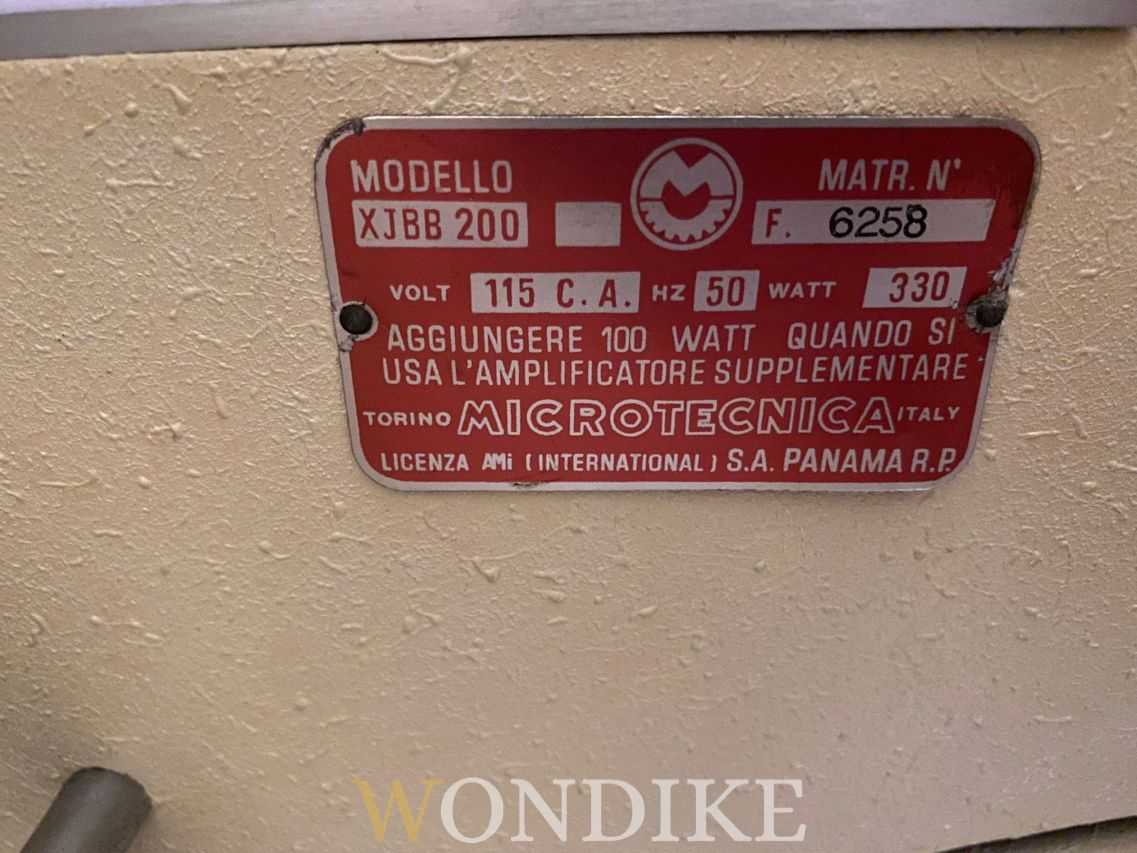 MODELLO M MATR. N°
XJBB 200 F. 6258
VOLT 115 C.A. HZ 50 WATT 330
AGGIUNGERE 100 WATT QUANDO SI
USA L'AMPLIFICATORE SUPPLEMENTARE
TORINO MICROTECNICA ITALY
LICENZA AMi (INTERNATIONAL) S.A. PANAMA R.P.
WONDIKE